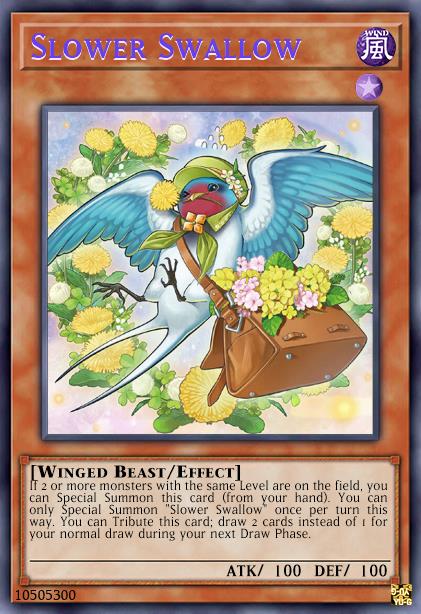 Slower Swallow
WIND
風
[Winged Beast/Effect]
If 2 or more monsters with the same Level are on the field, you
can Special Summon this card (from your hand). You can
only Special Summon "Slower Swallow" once per turn this
way. You can Tribute this card; draw 2 cards instead of 1 for
your normal draw during your next Draw Phase.
ATK/ 100 DEF/ 100
10505300